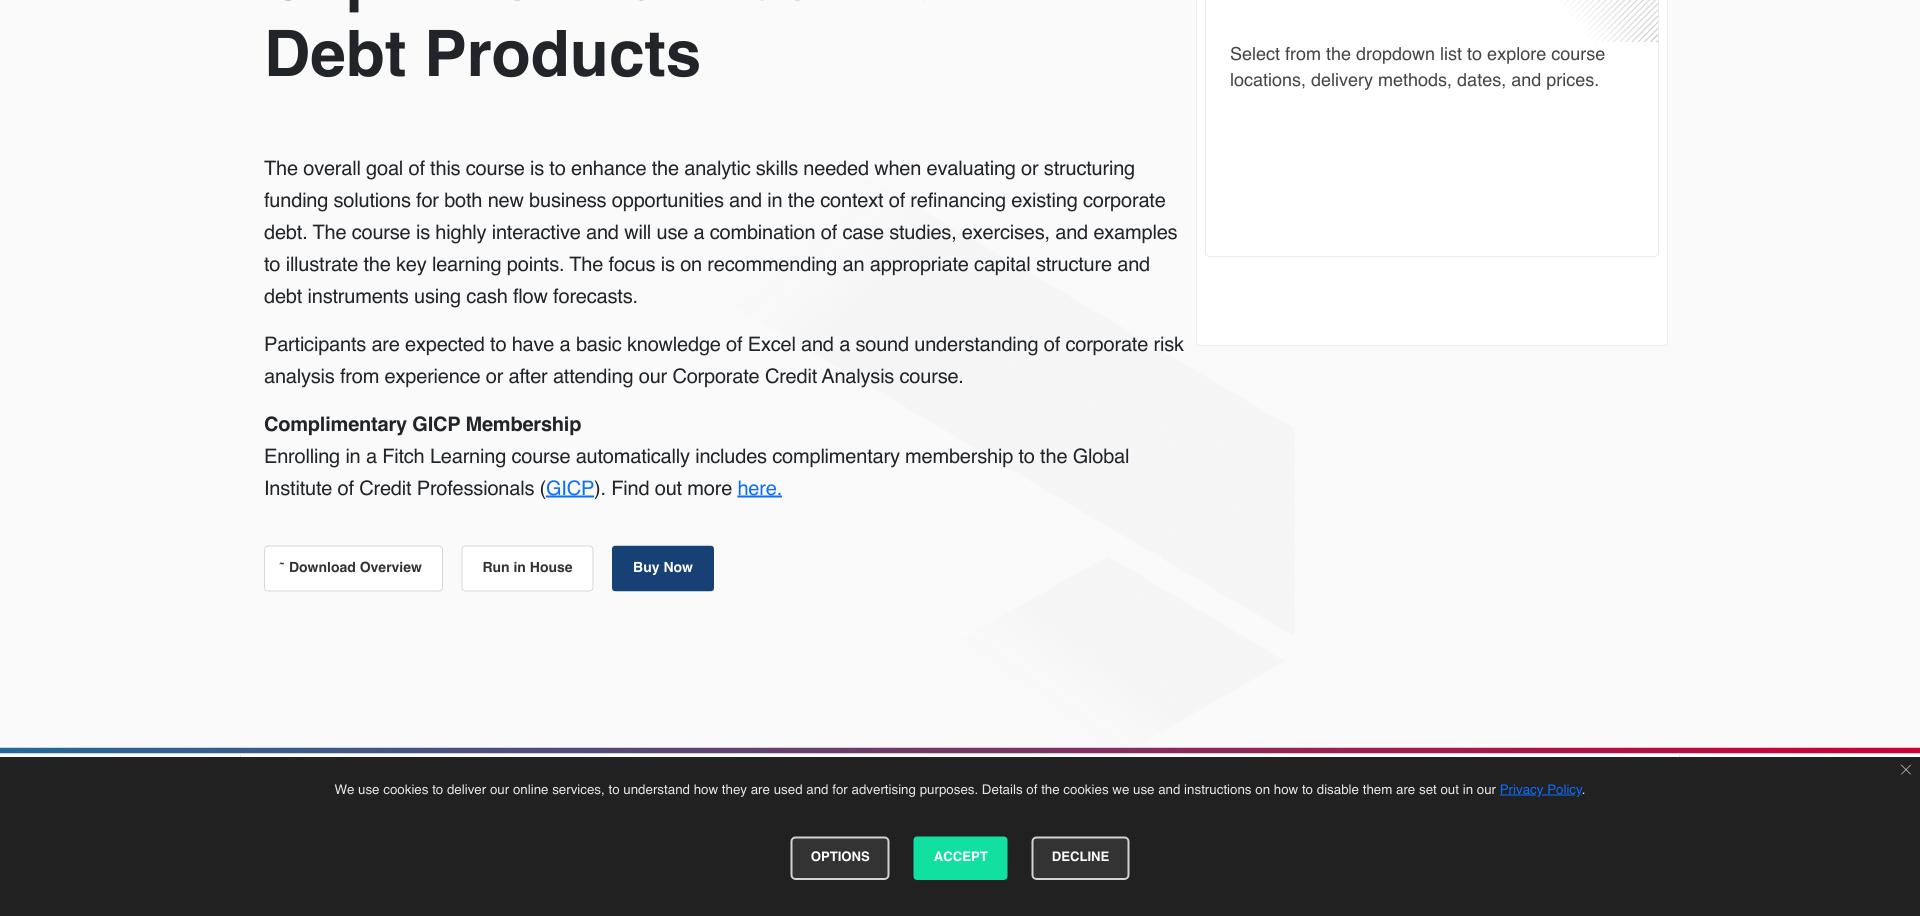 Debt Products
Select from the dropdown list to explore course
locations, delivery methods, dates, and prices.
The overall goal of this course is to enhance the analytic skills needed when evaluating or structuring
funding solutions for both new business opportunities and in the context of refinancing existing corporate
debt. The course is highly interactive and will use a combination of case studies, exercises, and examples
to illustrate the key learning points. The focus is on recommending an appropriate capital structure and
debt instruments using cash flow forecasts.
Participants are expected to have a basic knowledge of Excel and a sound understanding of corporate risk
analysis from experience or after attending our Corporate Credit Analysis course.
Complimentary GICP Membership
Enrolling in a Fitch Learning course automatically includes complimentary membership to the Global
Institute of Credit Professionals (GICP). Find out more here.
˜ Download Overview
Run in House
Buy Now
We use cookies to deliver our online services, to understand how they are used and for advertising purposes. Details of the cookies we use and instructions on how to disable them are set out in our Privacy Policy.
OPTIONS
ACCEPT
DECLINE